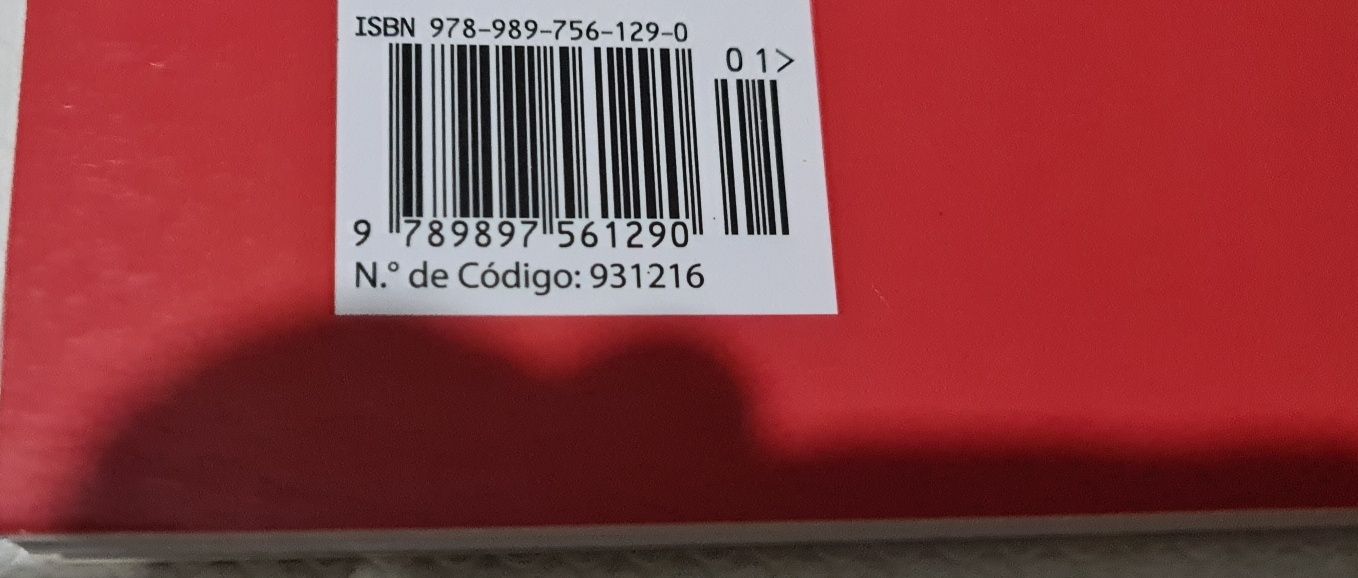 ISBN 978-989-756-129-0
01>
9 789897 561290
N.º de Código: 931216